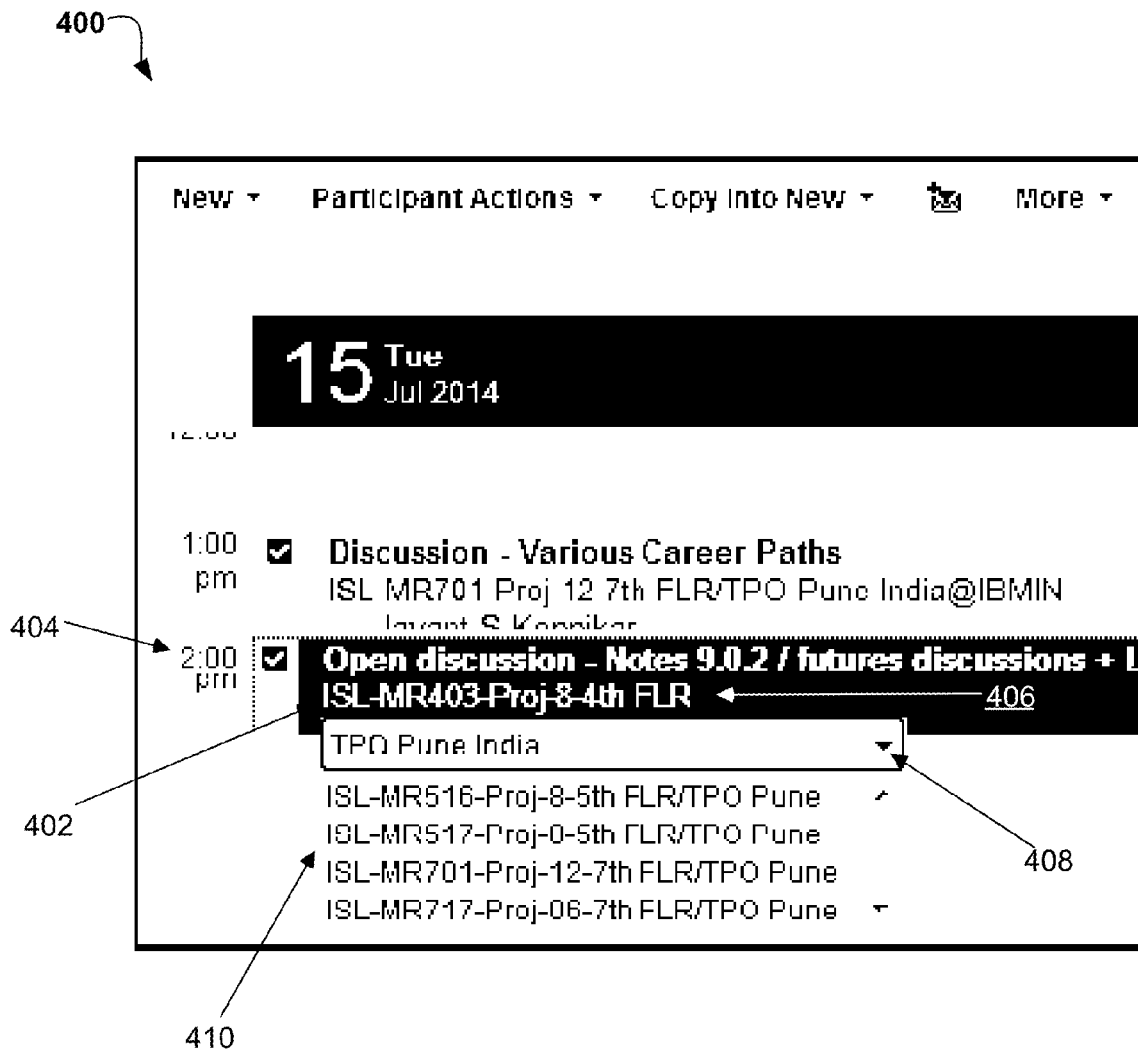 400
New Participant Actions Copy Into New More
15 Tue
Jul 2014
12:00
1:00 Discussion - Various Career Paths
pm ISL MR701 Proj 12 7th FLR/TPO Pune India@IBMIN
Jayant S Kannikar
404
2:00 Open discussion - Notes 9.0.2 / futures discussions + L
pm ISL-MR403-Proj-8-4th FLR 406
TPO Pune India
ISL-MR516-Proj-8-5th FLR/TPO Pune
402
ISL-MR517-Proj-0-5th FLR/TPO Pune
408
ISL-MR701-Proj-12-7th FLR/TPO Pune
ISL-MR717-Proj-06-7th FLR/TPO Pune
410